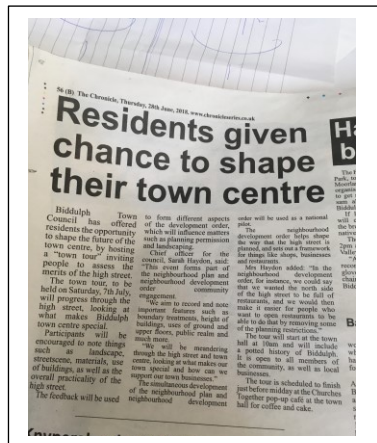 56 (B) The Chronicle, Thursday, 28th June, 2018, www.chronicleseries.co.uk
Residents given
chance to shape
their town centre
Biddulph Town
Council has offered
residents the opportunity
to shape the future of the
town centre, by hosting
a "town tour" inviting
people to assess the
merits of the high street.
The town tour, to be
held on Saturday, 7th July,
will progress through the
high street, looking at
what makes Biddulph
town centre special.
Participants will be
encouraged to note things
such as landscape,
streetscene, materials, use
of buildings, as well as the
overall practicality of the
high street.
The feedback will be used
to form different aspects
of the development order,
which will influence matters
such as planning permission
and landscaping.
Chief officer for the
council, Sarah Haydon, said:
"This event forms part of
the neighbourhood plan and
neighbourhood development
order community
engagement.
"We aim to record and note
important features such as
boundary treatments, height of
buildings, uses of ground and
upper floors, public realm and
much more.
"We will be meandering
through the high street and town
centre, looking at what makes our
town special and how can we
support our town businesses."
The simultaneous development
of the neighbourhood plan and
neighbourhood development
order will be used as a national
pilot.
The neighbourhood
development order helps shape
the way that the high street is
planned, and sets out a framework
for things like shops, businesses
and restaurants.
Mrs Haydon added: "In the
neighbourhood development
order, for instance, we could say
that we wanted the north side
of the high street to be full of
restaurants, and we would then
make it easier for people who
want to open restaurants to be
able to do that by removing some
of the planning restrictions."
The tour will start at the town
hall at 10am and will include
a potted history of Biddulph.
It is open to all members of
the community, as well as local
businesses.
The tour is scheduled to finish
just before midday at the Churches
Together pop-up café at the town
hall for coffee and cake.